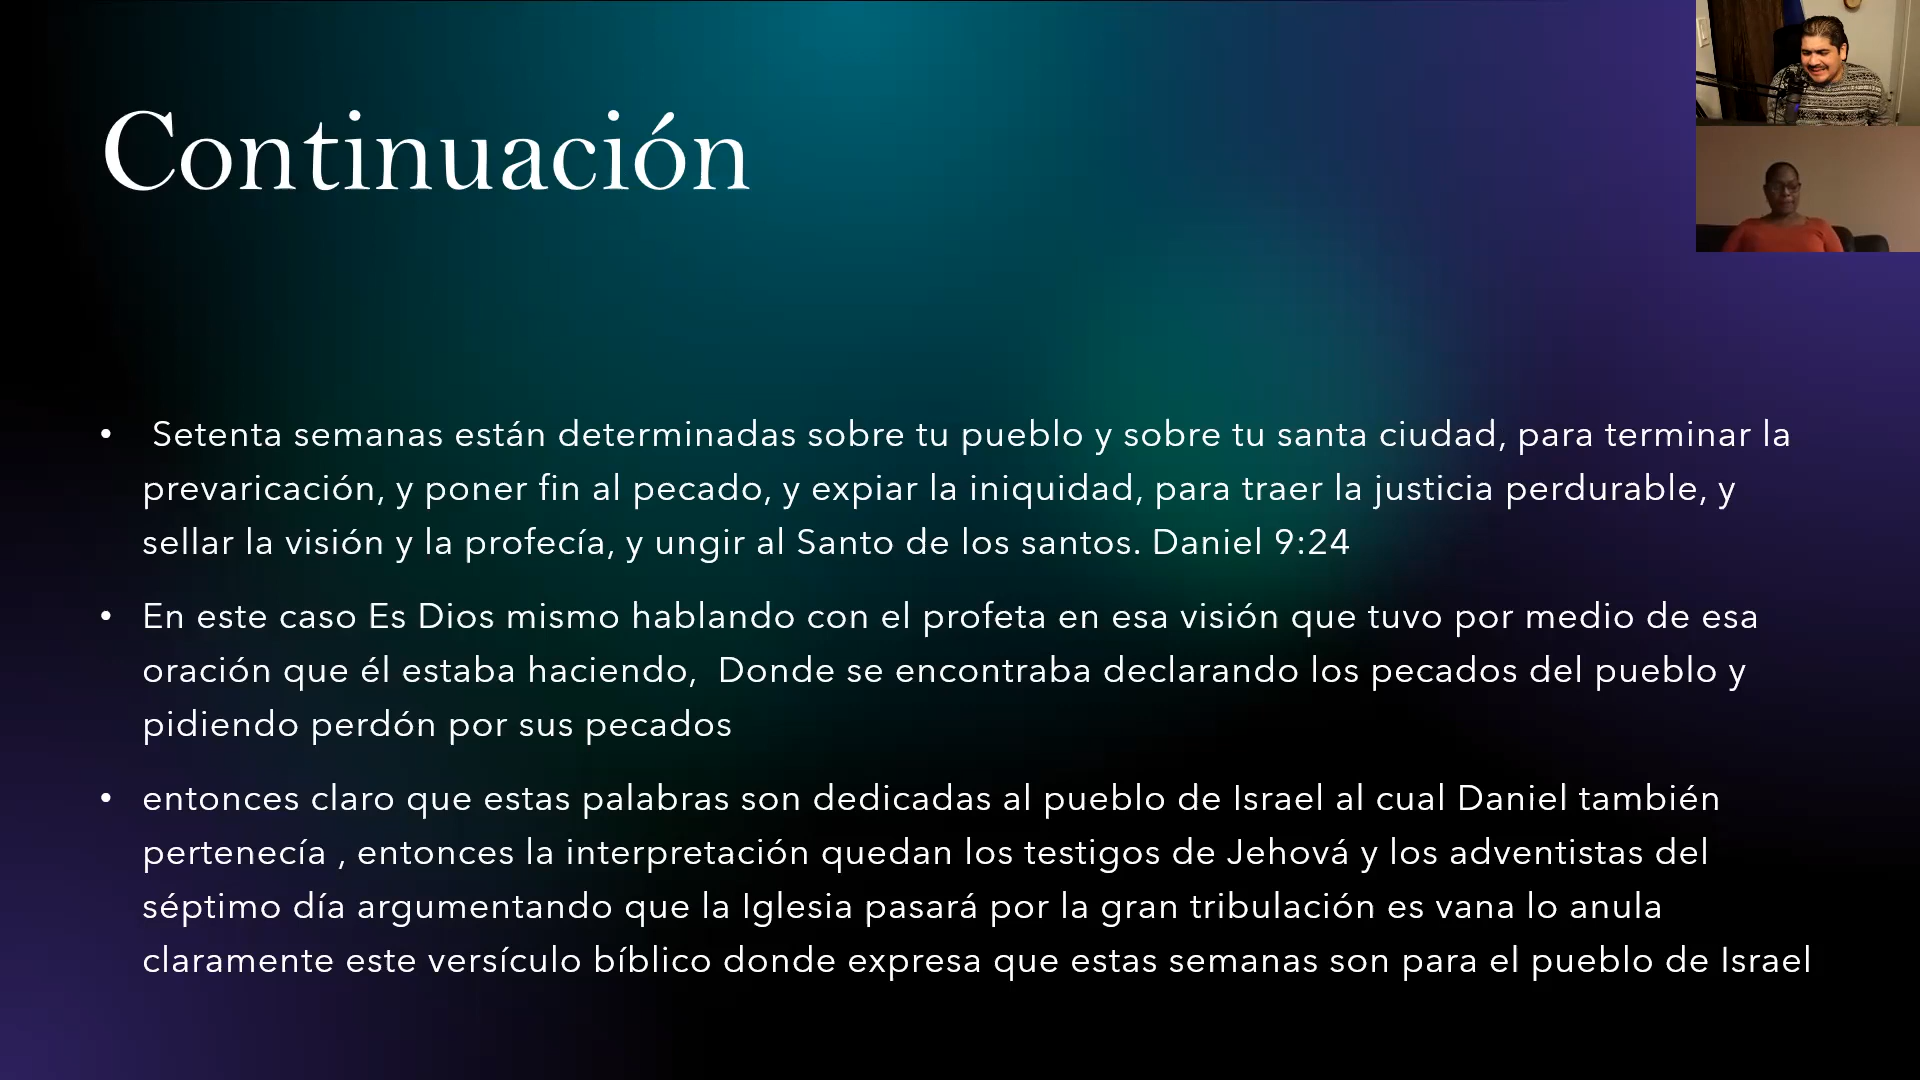 Continuación
• Setenta semanas están determinadas sobre tu pueblo y sobre tu santa ciudad, para terminar la
prevaricación, y poner fin al pecado, y expiar la iniquidad, para traer la justicia perdurable, y
sellar la visión y la profecía, y ungir al Santo de los santos. Daniel 9:24
• En este caso Es Dios mismo hablando con el profeta en esa visión que tuvo por medio de esa
oración que él estaba haciendo,  Donde se encontraba declarando los pecados del pueblo y
pidiendo perdón por sus pecados
• entonces claro que estas palabras son dedicadas al pueblo de Israel al cual Daniel también
pertenecía , entonces la interpretación quedan los testigos de Jehová y los adventistas del
séptimo día argumentando que la Iglesia pasará por la gran tribulación es vana lo anula
claramente este versículo bíblico donde expresa que estas semanas son para el pueblo de Israel